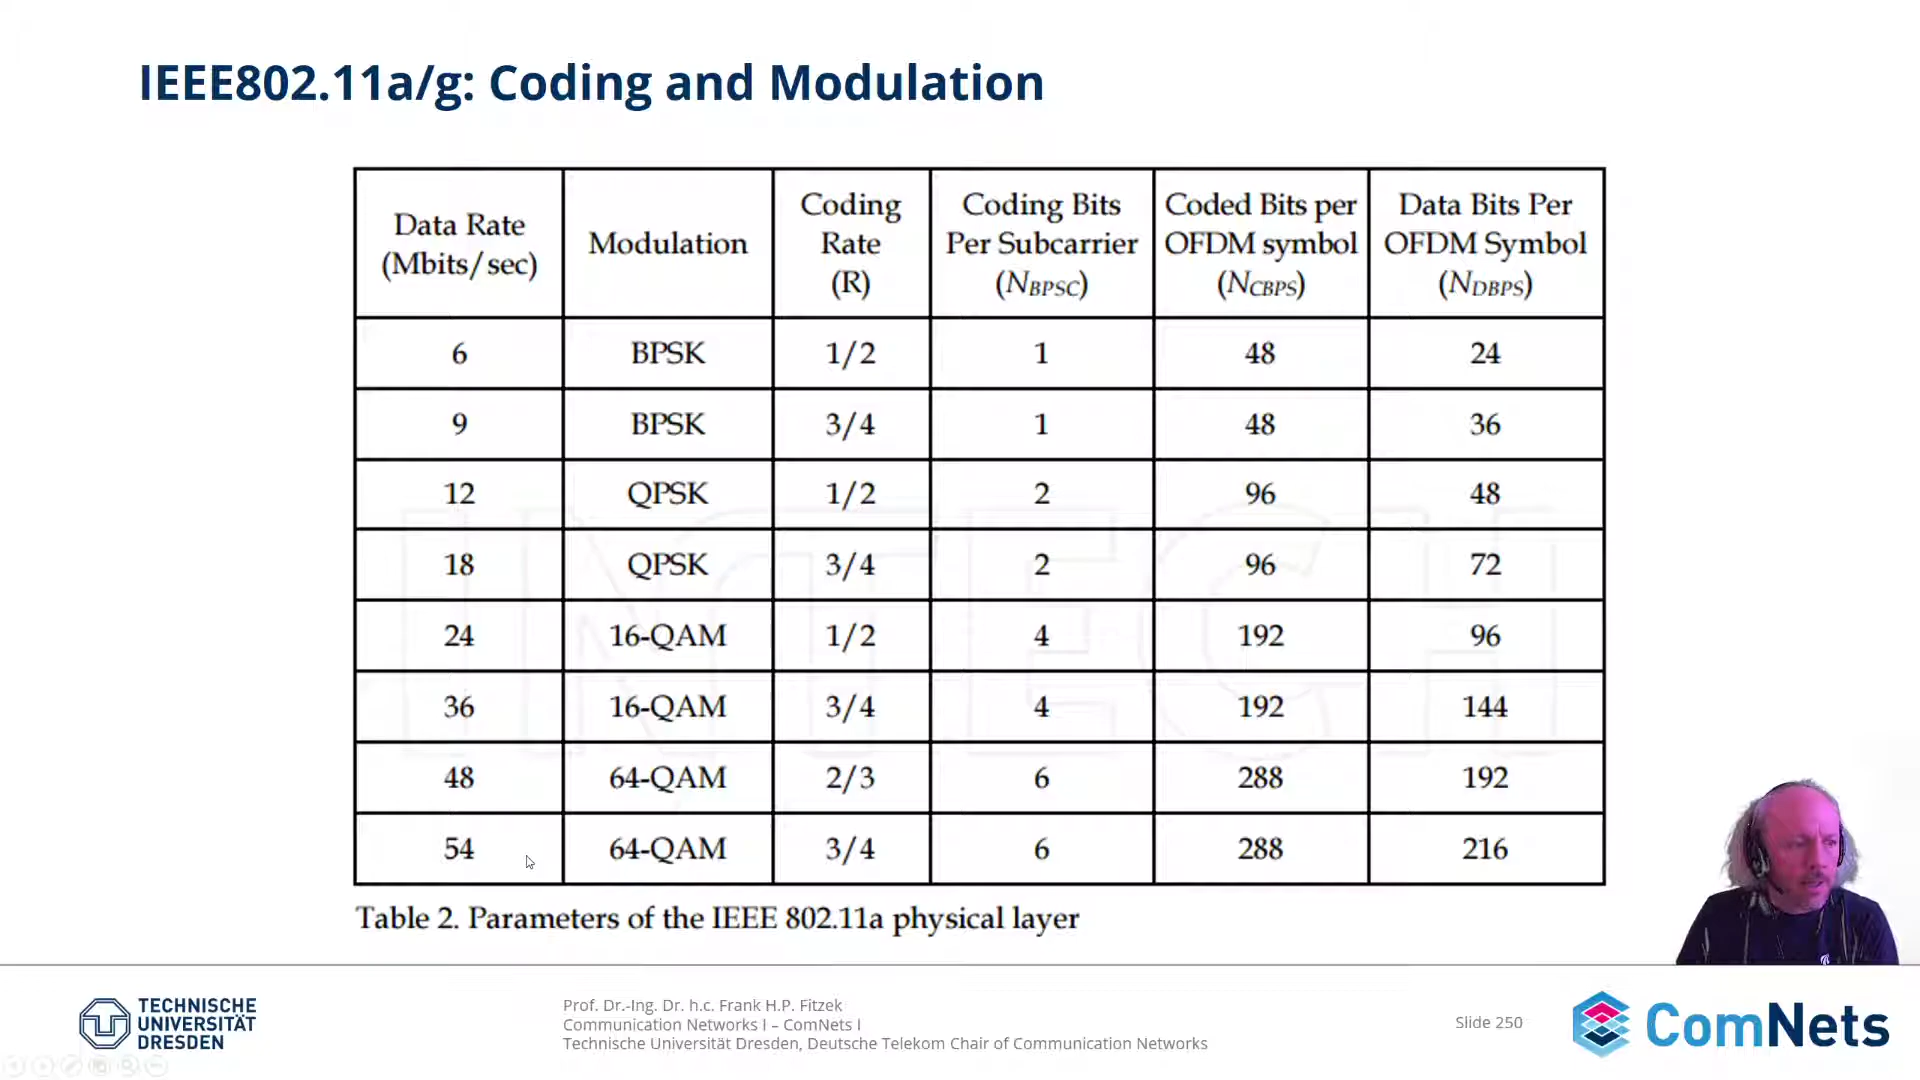 IEEE802.11a/g: Coding and Modulation
Data Rate (Mbits/sec) Modulation Coding Rate (R) Coding Bits Per Subcarrier (NBPSC) Coded Bits per OFDM symbol (NCBPS) Data Bits Per OFDM Symbol (NDBPS)
6 BPSK 1/2 1 48 24
9 BPSK 3/4 1 48 36
12 QPSK 1/2 2 96 48
18 QPSK 3/4 2 96 72
24 16-QAM 1/2 4 192 96
36 16-QAM 3/4 4 192 144
48 64-QAM 2/3 6 288 192
54 64-QAM 3/4 6 288 216
INTECH
Table 2. Parameters of the IEEE 802.11a physical layer
TECHNISCHE
UNIVERSITÄT
DRESDEN
Prof. Dr.-Ing. Dr. h.c. Frank H.P. Fitzek
Communication Networks I – ComNets I
Technische Universität Dresden, Deutsche Telekom Chair of Communication Networks
Slide 250
ComNets